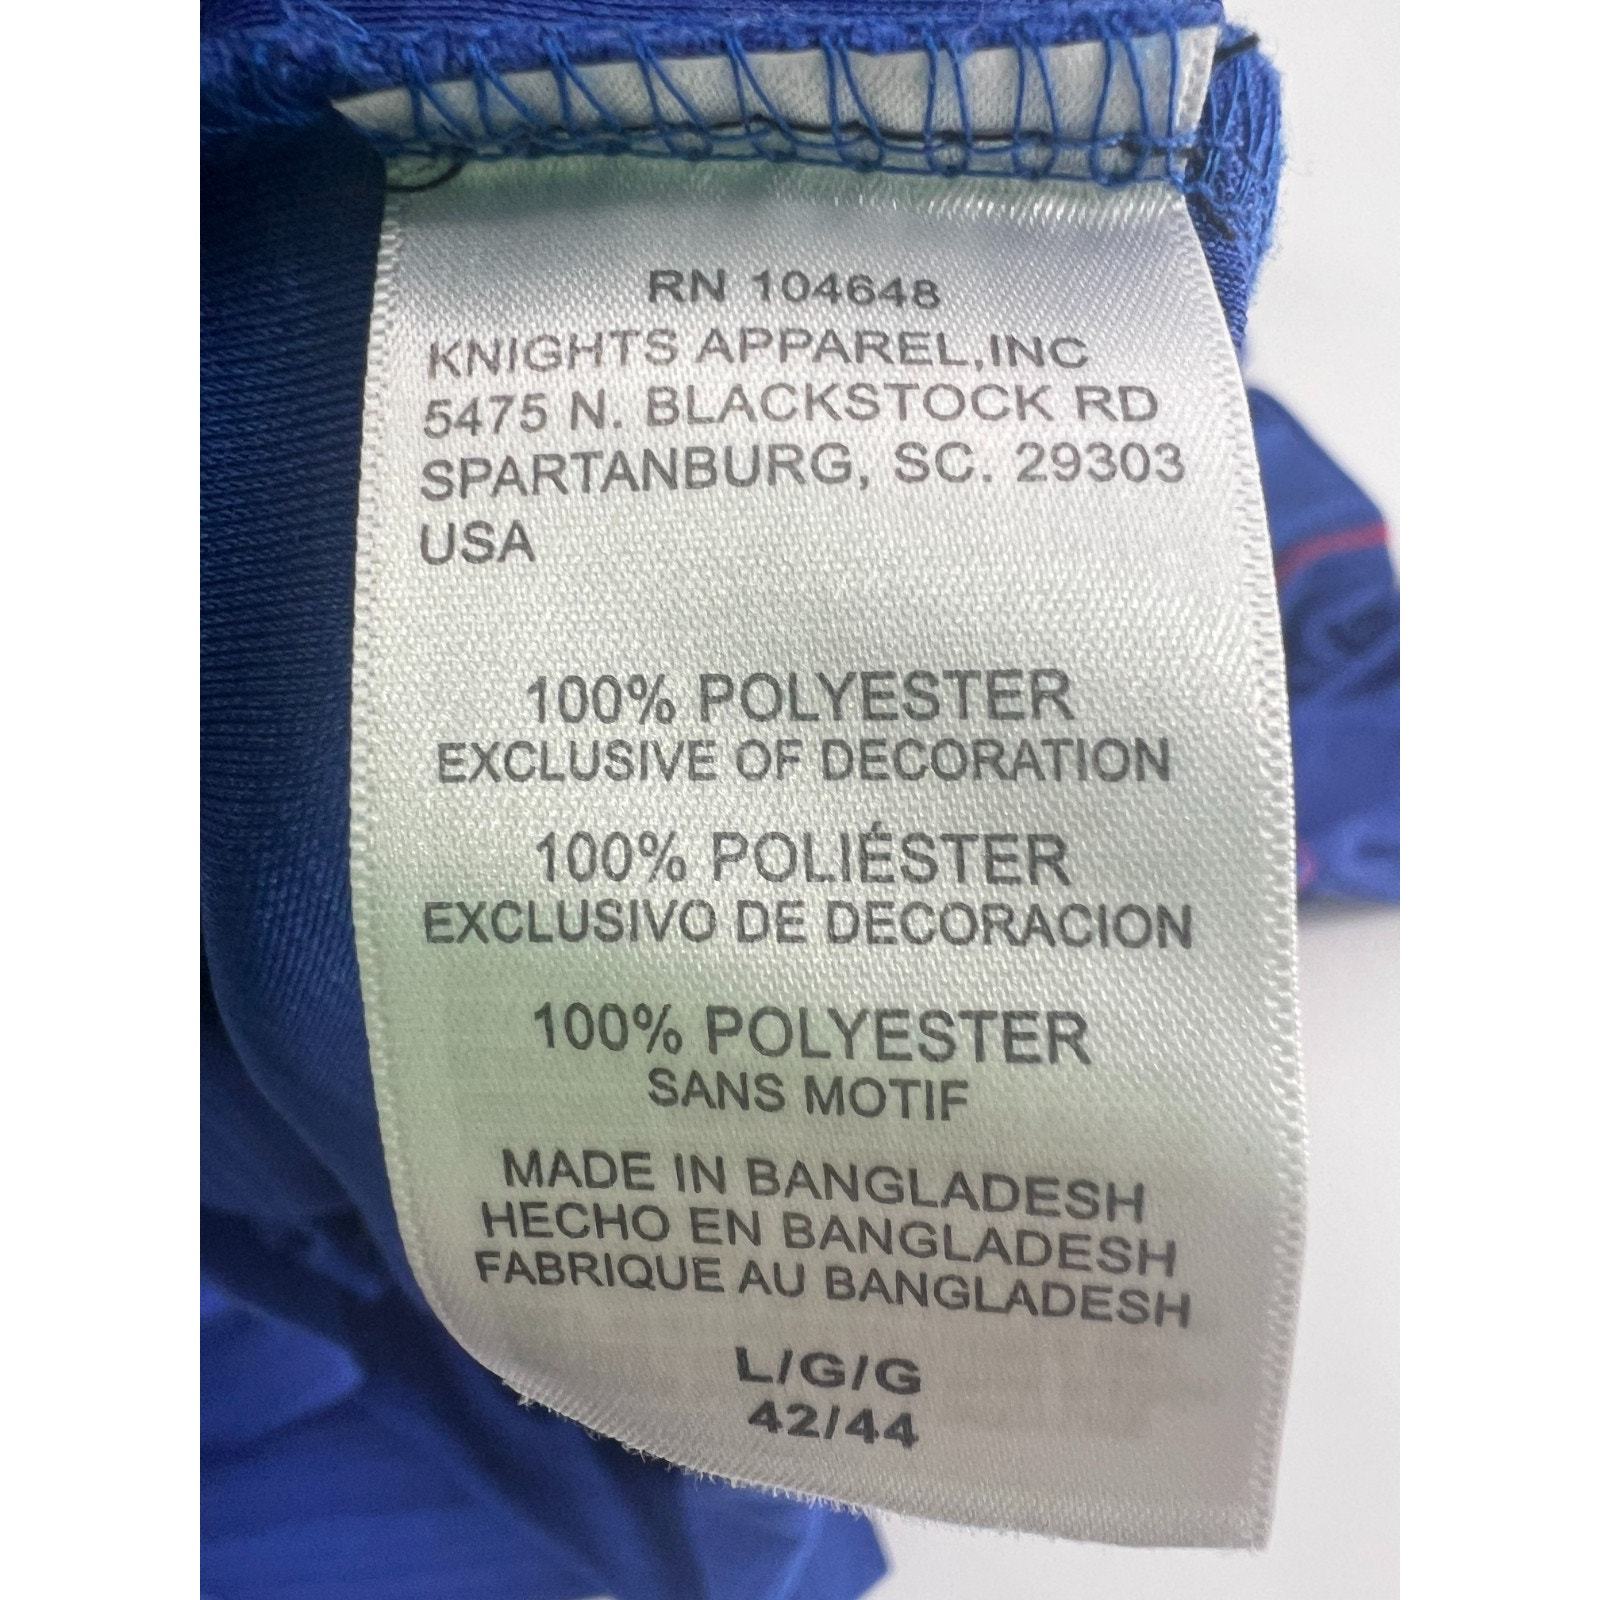 RN 104648
KNIGHTS APPAREL,INC
5475 N. BLACKSTOCK RD
SPARTANBURG, SC. 29303
USA
100% POLYESTER
EXCLUSIVE OF DECORATION
100% POLIÉSTER
EXCLUSIVO DE DECORACION
100% POLYESTER
SANS MOTIF
MADE IN BANGLADESH
HECHO EN BANGLADESH
FABRIQUE AU BANGLADESH
L/G/G
42/44